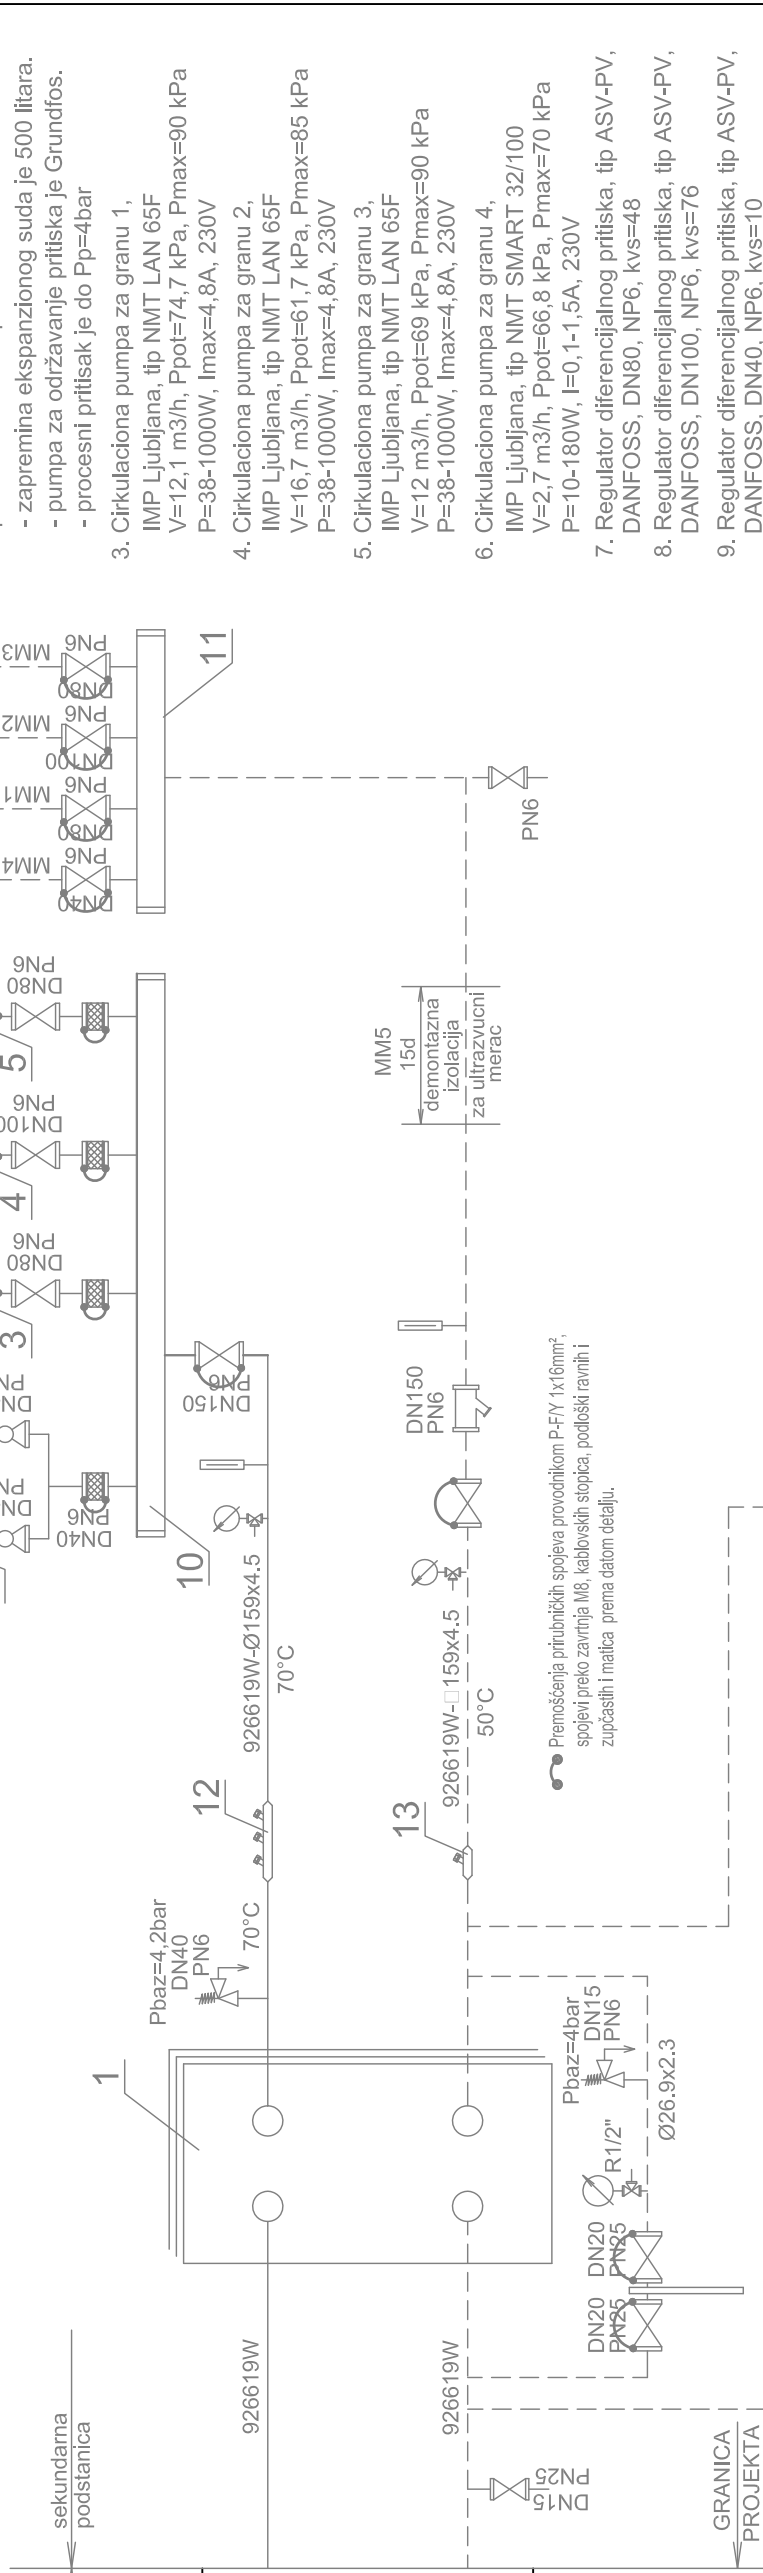 - zapremina ekspanzionog suda je 500 litara.
- pumpa za održavanje pritiska je Grundfos.
- procesni pritisak je do Pp=4bar
3. Cirkulaciona pumpa za granu 1,
IMP Ljubljana, tip NMT LAN 65F
V=12,1 m3/h, Ppot=74,7 kPa, Pmax=90 kPa
P=38-1000W, Imax=4,8A, 230V
4. Cirkulaciona pumpa za granu 2,
IMP Ljubljana, tip NMT LAN 65F
V=16,7 m3/h, Ppot=61,7 kPa, Pmax=85 kPa
P=38-1000W, Imax=4,8A, 230V
5. Cirkulaciona pumpa za granu 3,
IMP Ljubljana, tip NMT LAN 65F
V=12 m3/h, Ppot=69 kPa, Pmax=90 kPa
P=38-1000W, Imax=4,8A, 230V
6. Cirkulaciona pumpa za granu 4,
IMP Ljubljana, tip NMT SMART 32/100
V=2,7 m3/h, Ppot=66,8 kPa, Pmax=70 kPa
P=10-180W, I=0,1-1,5A, 230V
7. Regulator diferencijalnog pritiska, tip ASV-PV,
DANFOSS, DN80, NP6, kvs=48
8. Regulator diferencijalnog pritiska, tip ASV-PV,
DANFOSS, DN100, NP6, kvs=76
9. Regulator diferencijalnog pritiska, tip ASV-PV,
DANFOSS, DN40, NP6, kvs=10
MM3
PN6
DN80
MM2
PN6
DN100
MM1
PN6
DN80
MM4
PN6
DN40
11
PN6
5
DN80
PN6
4
DN100
PN6
3
DN80
PN6
PN6
DN40
10
DN150
PN6
MM5
15d
demontazna
izolacija
za ultrazvucni
merac
DN150
PN6
926619W-Ø159x4.5
70°C
926619W-□159x4.5
50°C
Premošćenja prirubničkih spojeva provodnikom P-F/Y 1x16mm²,
spojevi preko zavrtnja M8, kablovskih stopica, podloški ravnih i
zupčastih i matica prema datom detalju.
12
13
Pbaz=4,2bar
DN40
PN6
70°C
1
Pbaz=4bar
DN15
PN6
Ø26.9x2.3
R1/2"
DN20
PN25
DN20
PN25
926619W
926619W
sekundarna
podstanica
DN15
PN25
GRANICA
PROJEKTA